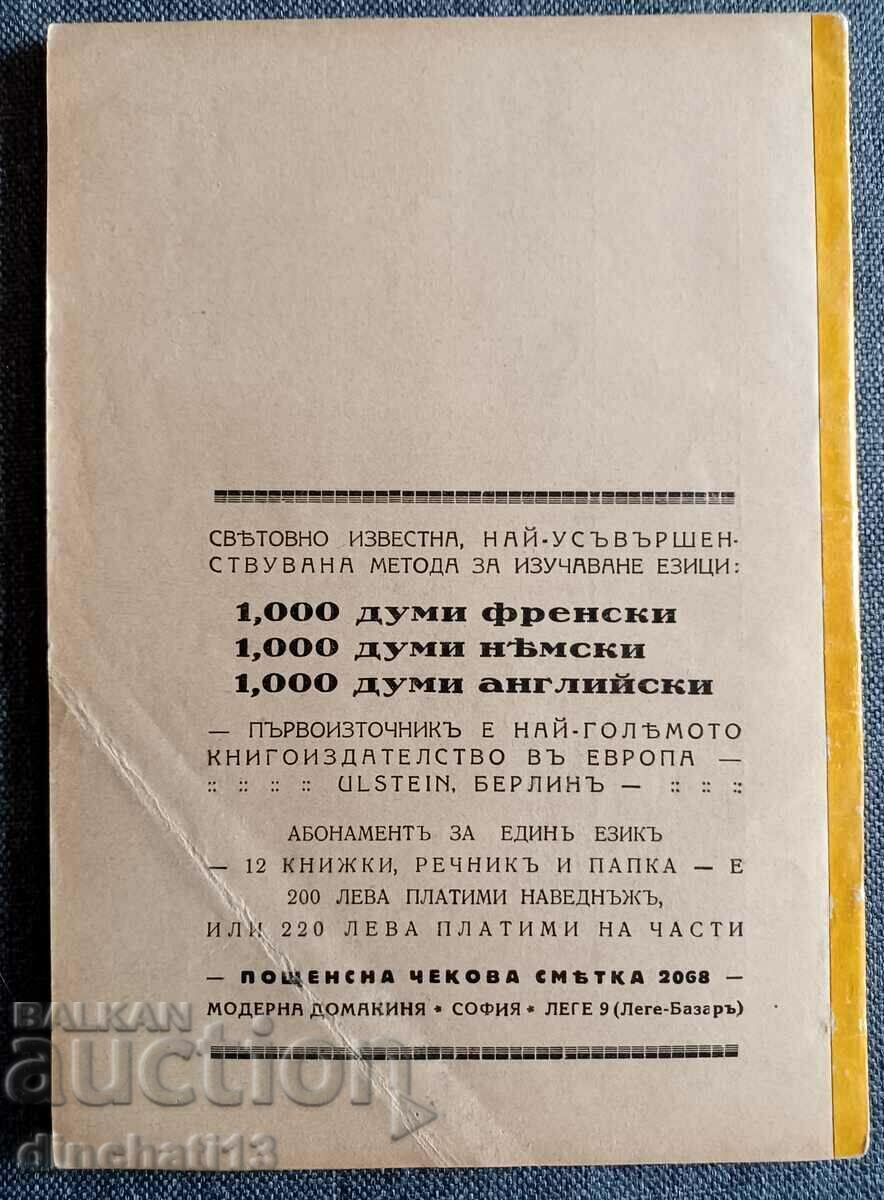 СВѢТОВНО ИЗВЕСТНА, НАЙ-УСЪВЪРШЕН-
СТВУВАНА МЕТОДА ЗА ИЗУЧАВАНЕ ЕЗИЦИ:
1,000 думи френски
1,000 думи нѣмски
1,000 думи английски
— ПЪРВОИЗТОЧНИКЪ Е НАЙ-ГОЛѢМОТО
КНИГОИЗДАТЕЛСТВО ВЪ ЕВРОПА —
:: :: :: :: ULSTEIN, БЕРЛИНЪ — :: :: ::
АБОНАМЕНТЪ ЗА ЕДИНЪ ЕЗИКЪ
— 12 КНИЖКИ, РЕЧНИКЪ И ПАПКА — Е
200 ЛЕВА ПЛАТИМИ НАВЕДНЪЖЪ,
ИЛИ 220 ЛЕВА ПЛАТИМИ НА ЧАСТИ
— ПОЩЕНСНА ЧЕКОВА СМѢТКА 2068 —
МОДЕРНА ДОМАКИНЯ * СОФИЯ * ЛЕГЕ 9 (Леге-Базаръ)
BALKAN
auction
dinchati13